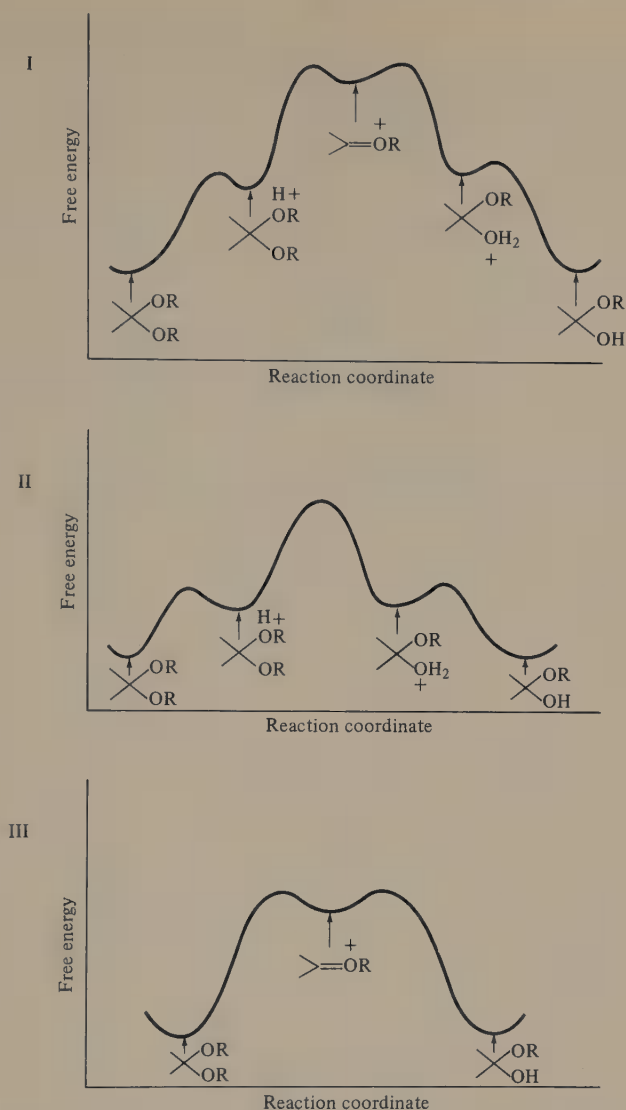 I
Free energy
+
OR
H+
OR
OR
OR
OH2
+
OR
OR
OR
OH
Reaction coordinate
II
Free energy
H+
OR
OR
OR
OH2
+
OR
OR
OR
OH
Reaction coordinate
III
Free energy
+
OR
OR
OR
OR
OH
Reaction coordinate